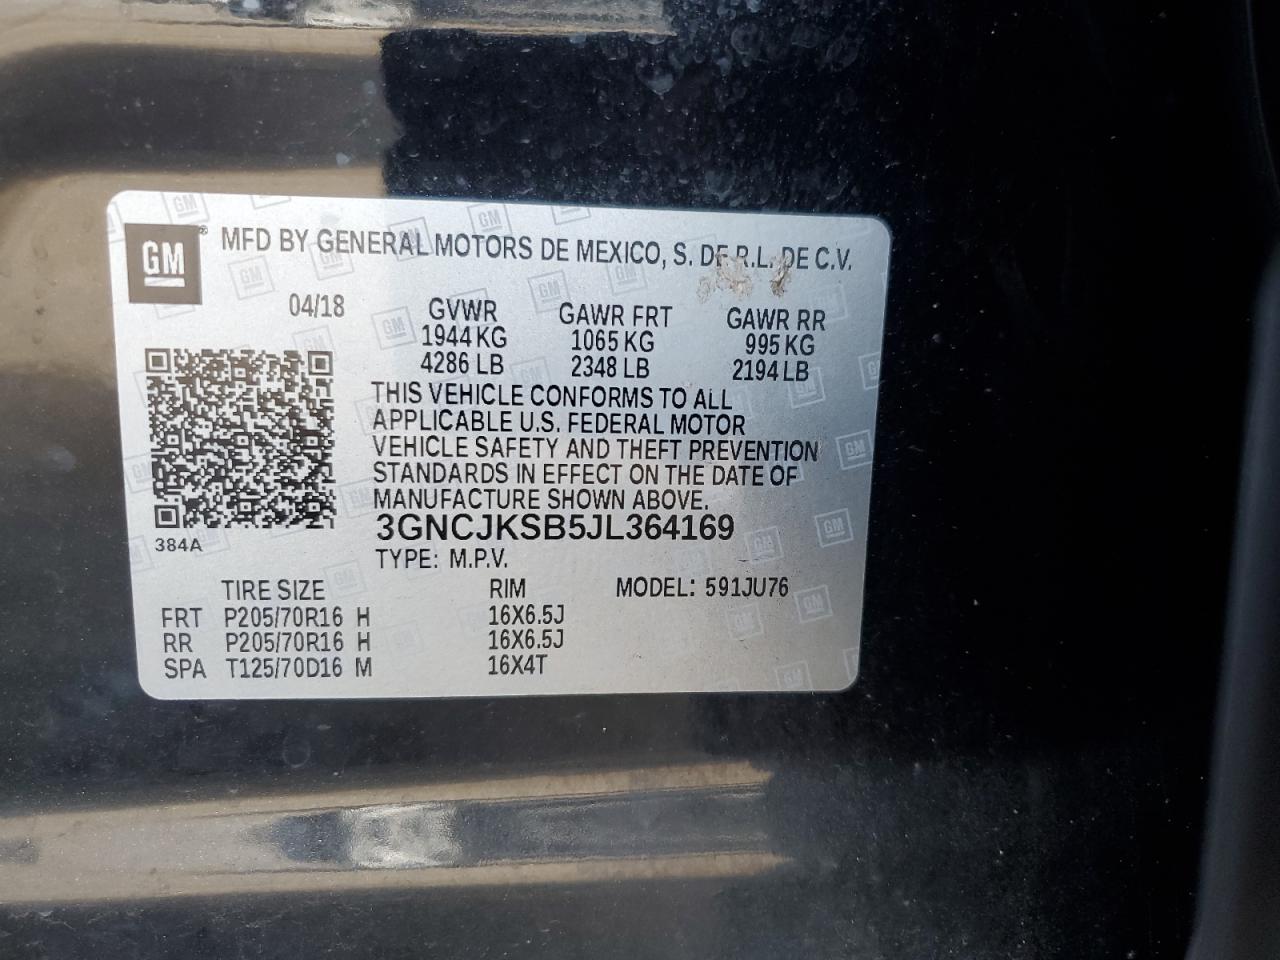 GM ® MFD BY GENERAL MOTORS DE MEXICO, S. DE R.L. DE C.V.
04/18 GVWR GAWR FRT GAWR RR
1944 KG 1065 KG 995 KG
4286 LB 2348 LB 2194 LB
THIS VEHICLE CONFORMS TO ALL
APPLICABLE U.S. FEDERAL MOTOR
VEHICLE SAFETY AND THEFT PREVENTION
STANDARDS IN EFFECT ON THE DATE OF
MANUFACTURE SHOWN ABOVE.
3GNCJKSB5JL364169
384A
TYPE: M.P.V.
TIRE SIZE RIM MODEL: 591JU76
FRT P205/70R16 H 16X6.5J
RR P205/70R16 H 16X6.5J
SPA T125/70D16 M 16X4T